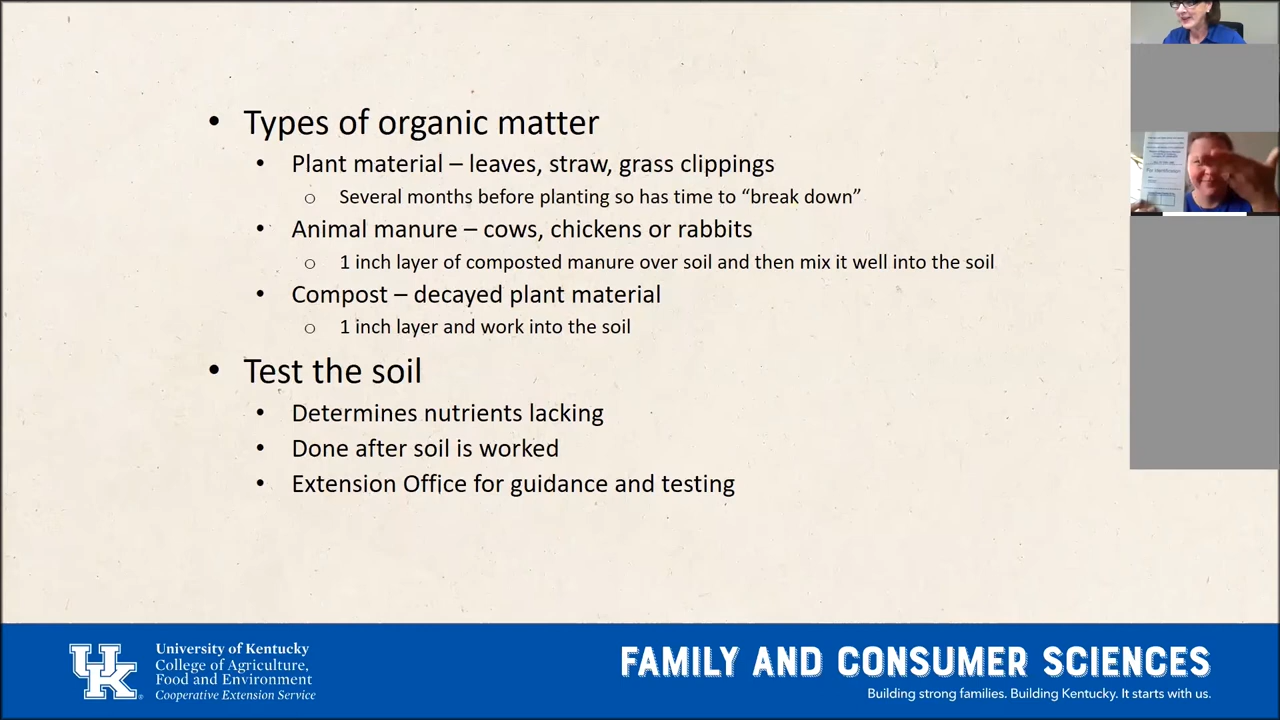 • Types of organic matter
• Plant material – leaves, straw, grass clippings
o Several months before planting so has time to “break down”
• Animal manure – cows, chickens or rabbits
o 1 inch layer of composted manure over soil and then mix it well into the soil
• Compost – decayed plant material
o 1 inch layer and work into the soil
• Test the soil
• Determines nutrients lacking
• Done after soil is worked
• Extension Office for guidance and testing
For Identification
UK
University of Kentucky
College of Agriculture,
Food and Environment
Cooperative Extension Service
FAMILY AND CONSUMER SCIENCES
Building strong families. Building Kentucky. It starts with us.